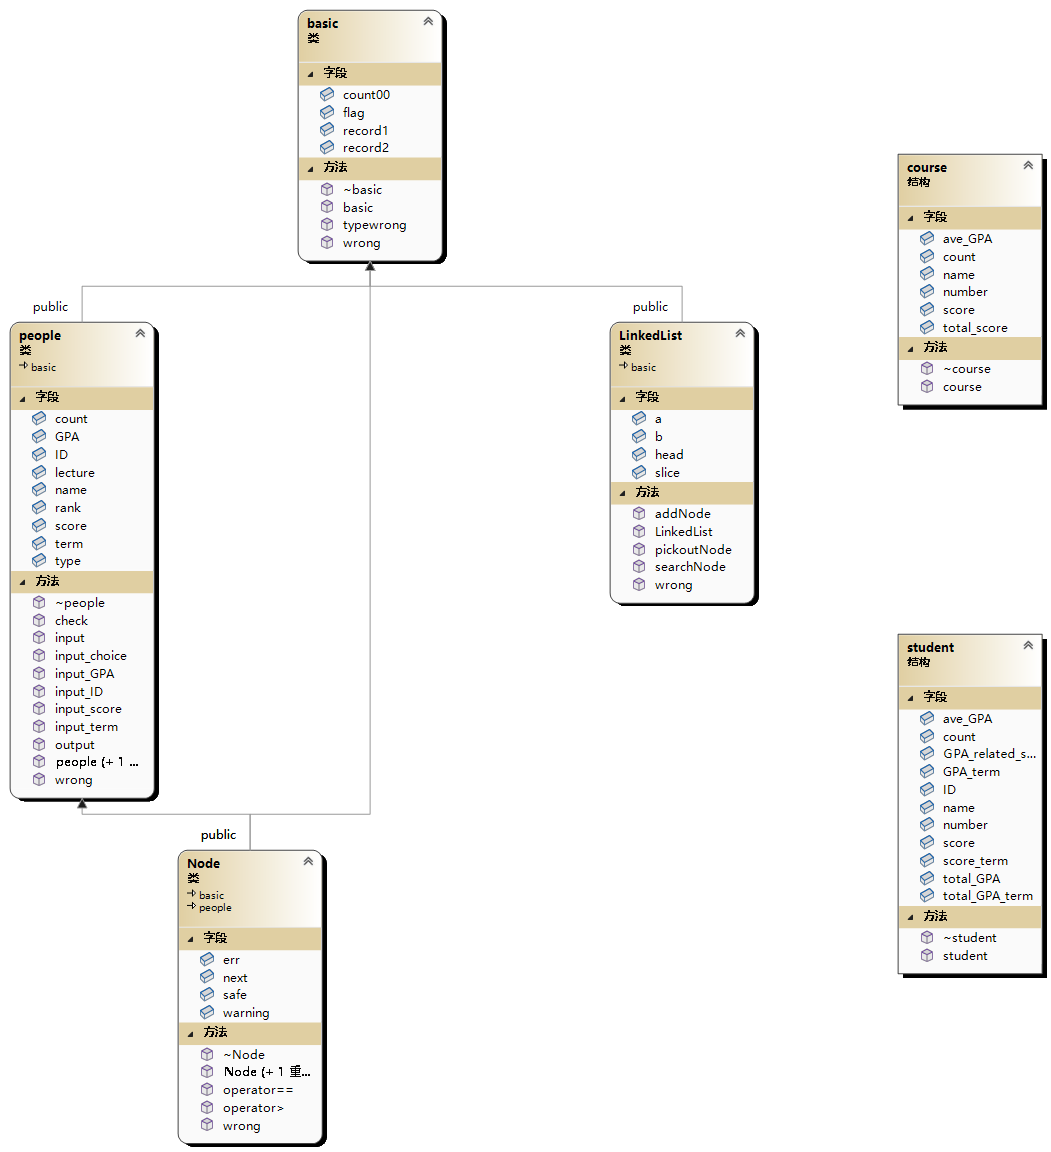 basic
类
字段
count00
flag
record1
record2
方法
~basic
basic
typewrong
wrong
public
people
类
basic
字段
count
GPA
ID
lecture
name
rank
score
term
type
方法
~people
check
input
input_choice
input_GPA
input_ID
input_score
input_term
output
people (+ 1 ...
wrong
public
LinkedList
类
basic
字段
a
b
head
slice
方法
addNode
LinkedList
pickoutNode
searchNode
wrong
public
Node
类
basic
people
字段
err
next
safe
warning
方法
~Node
Node (+ 1 重...
operator==
operator>
wrong
course
结构
字段
ave_GPA
count
name
number
score
total_score
方法
~course
course
student
结构
字段
ave_GPA
count
GPA_related_s...
GPA_term
ID
name
number
score
score_term
total_GPA
total_GPA_term
方法
~student
student